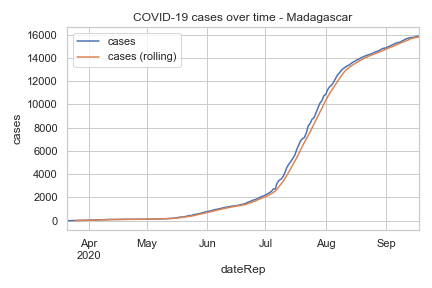 COVID-19 cases over time - Madagascar
cases
cases (rolling)
16000
14000
12000
10000
8000
6000
4000
2000
0
cases
Apr May Jun Jul Aug Sep
2020
dateRep